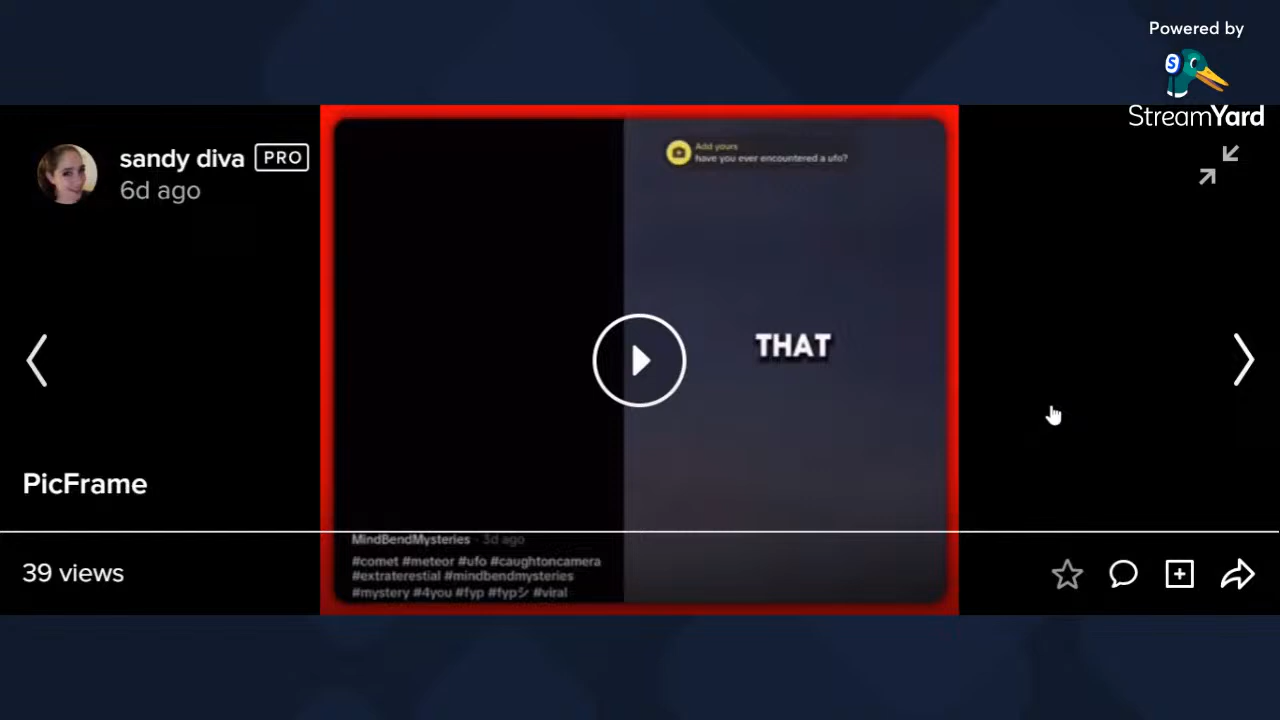 Powered by
S
StreamYard
sandy diva PRO
6d ago
Add yours
have you ever encountered a ufo?
THAT
PicFrame
MindBendMysteries · 3d ago
#comet #meteor #ufo #caughtoncamera
#extraterestial #mindbendmysteries
#mystery #4you #fyp #fypシ #viral
39 views